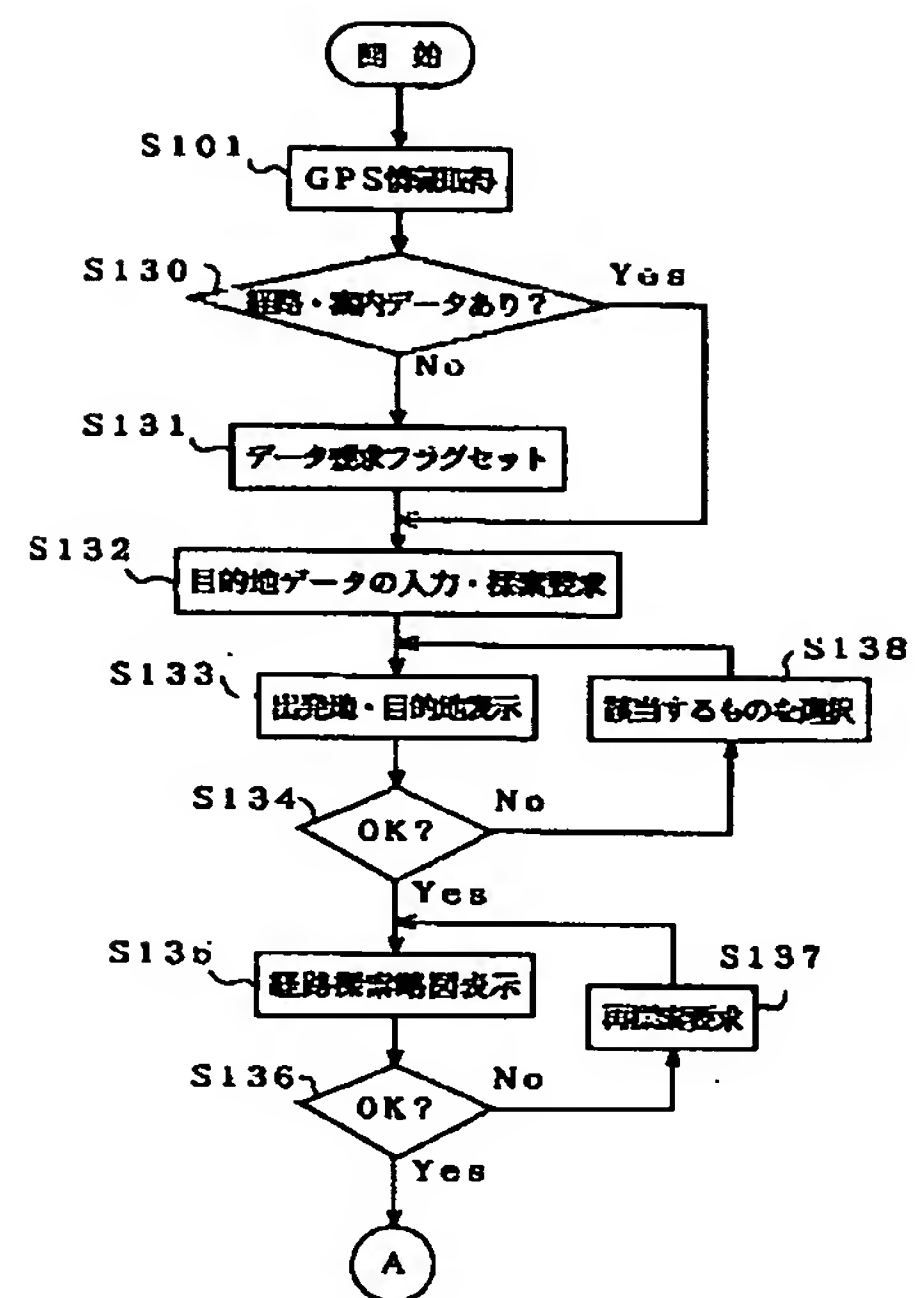 開 始
S101
GPS情報取得
S130
経路・案内データあり？
Yes
No
S131
データ要求フラグセット
S132
目的地データの入力・探索要求
S138
S133
出発地・目的地表示
該当するものを選択
S134
OK？
No
Yes
S135
経路探索略図表示
S137
再探索要求
S136
OK？
No
Yes
A